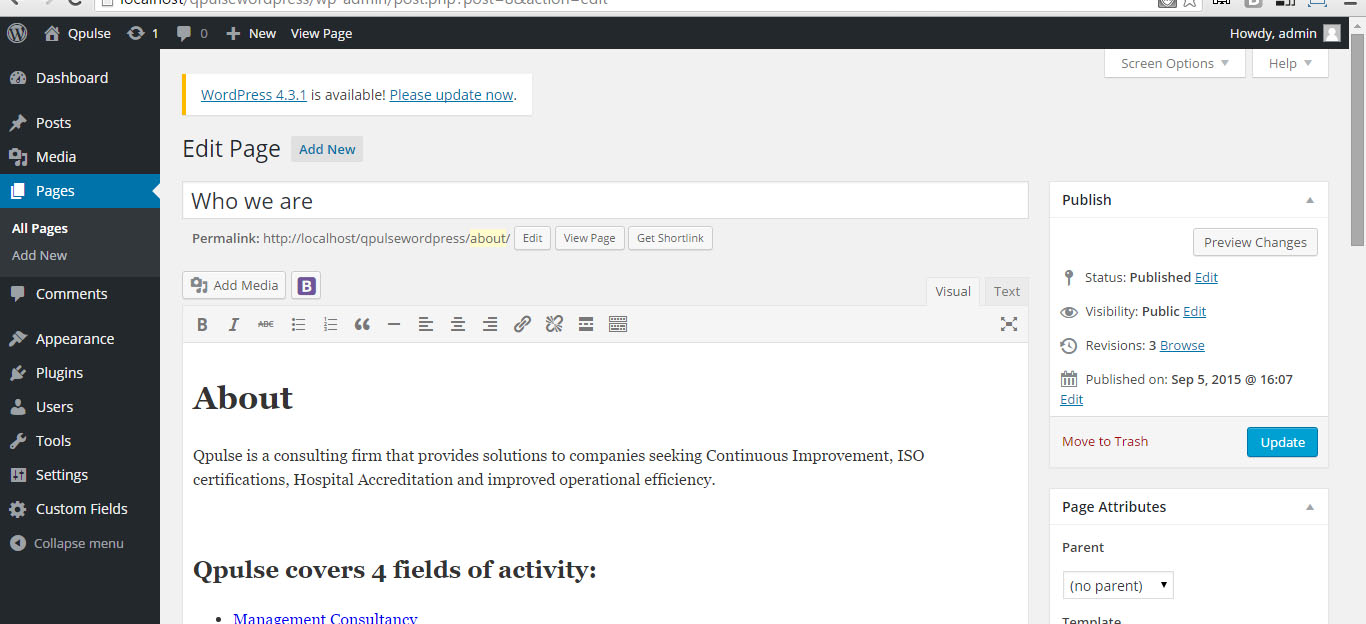 localhost/qpulsewordpress/wp-admin/post.php?post=8&action=edit
Qpulse 1 0 New View Page Howdy, admin
Screen Options Help
Dashboard
Posts
Media
Pages
All Pages
Add New
Comments
Appearance
Plugins
Users
Tools
Settings
Custom Fields
Collapse menu
WordPress 4.3.1 is available! Please update now.
Edit Page Add New
Who we are
Permalink: http://localhost/qpulsewordpress/about/ Edit View Page Get Shortlink
Add Media B
Visual Text
B I ABC
About
Qpulse is a consulting firm that provides solutions to companies seeking Continuous Improvement, ISO
certifications, Hospital Accreditation and improved operational efficiency.
Qpulse covers 4 fields of activity:
Management Consultancy
Publish
Preview Changes
Status: Published Edit
Visibility: Public Edit
Revisions: 3 Browse
Published on: Sep 5, 2015 @ 16:07
Edit
Move to Trash Update
Page Attributes
Parent
(no parent)
Template